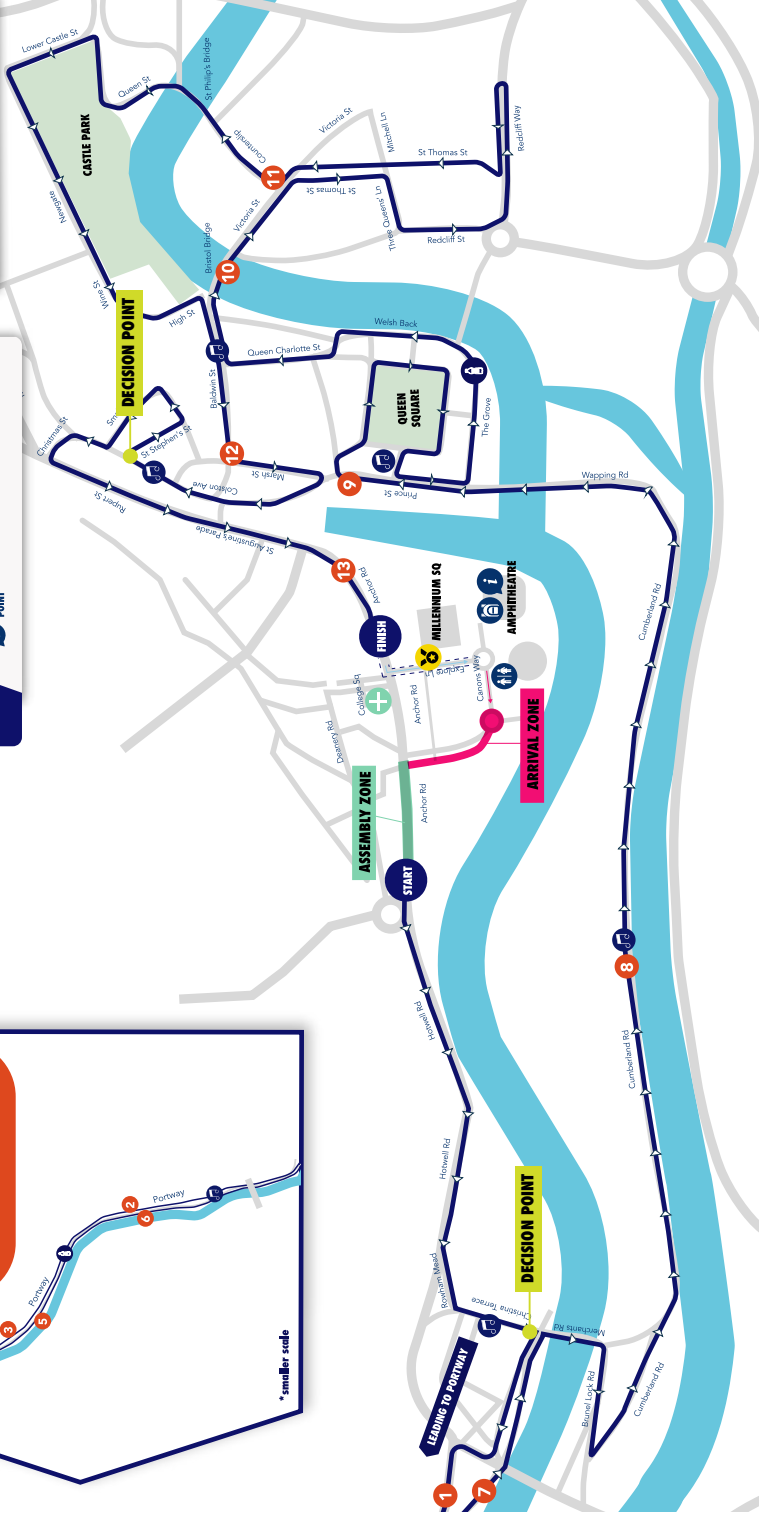 Lower Castle St
Queen St
St Philip's Bridge
CASTLE PARK
Counterslip
Victoria St
Mitchell Ln
St Thomas St
Redcliff Way
11
Newgate
St Thomas St
Three Queens' Ln
Victoria St
Redcliff St
Bristol Bridge
10
Wine St
High St
DECISION POINT
Welsh Back
Queen Charlotte St
Baldwin St
QUEEN
SQUARE
The Grove
Christmas St
St Stephen's St
12
Marsh St
Colston Ave
9
Prince St
Wapping Rd
Rupert St
St Augustine's Parade
13
Anchor Rd
POINT
FINISH
MILLENNIUM SQ
i
AMPHITHEATRE
Cumberland Rd
Explore Ln
Canons Way
College Sq
Anchor Rd
Deanery Rd
ARRIVAL ZONE
ASSEMBLY ZONE
Anchor Rd
START
8
Hotwell Rd
Cumberland Rd
Hotwell Rd
DECISION POINT
Rowham Mead
Christina Terrace
Merchants Rd
LEADING TO PORTWAY
Brunel Lock Rd
Cumberland Rd
1
7
2
6
Portway
Portway
3
5
*smaller scale